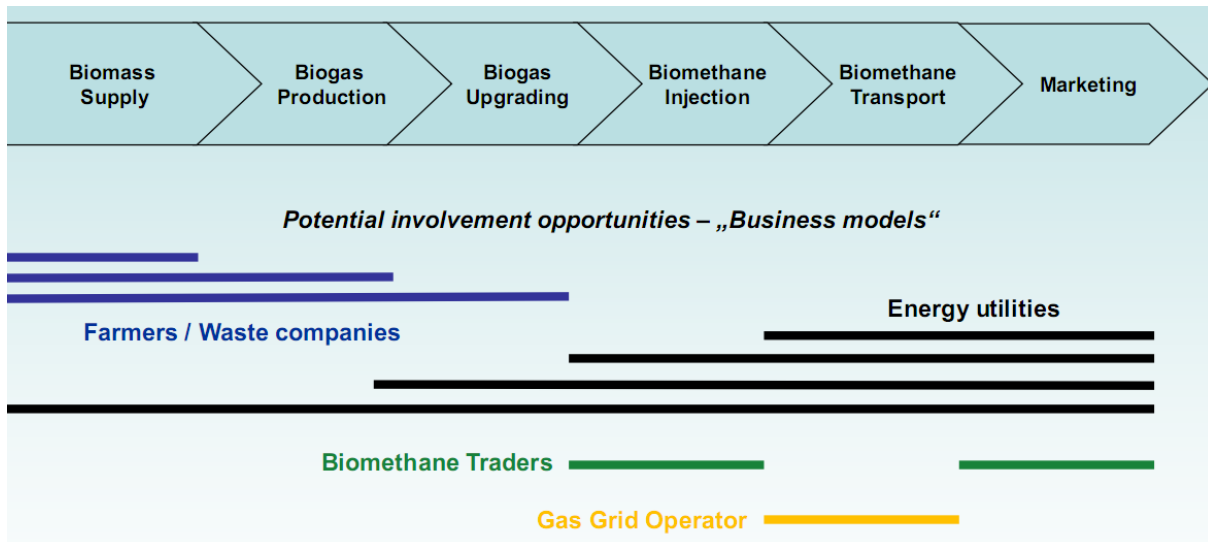 Biomass
Supply
Biogas
Production
Biogas
Upgrading
Biomethane
Injection
Biomethane
Transport
Marketing
Potential involvement opportunities – „Business models“
Energy utilities
Farmers / Waste companies
Biomethane Traders
Gas Grid Operator